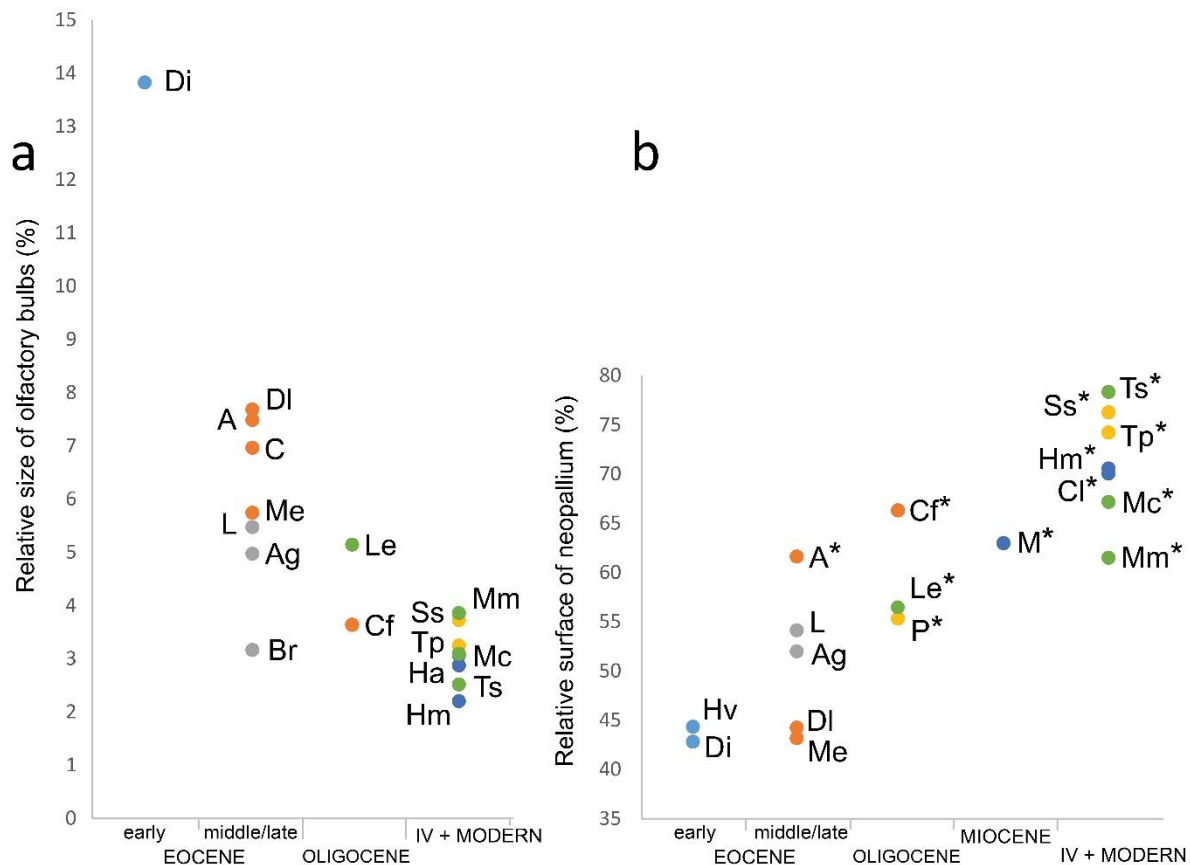 a
Relative size of olfactory bulbs (%)
15
14
13
12
11
10
9
8
7
6
5
4
3
2
1
0
Di
Dl
A
C
Me
L
Ag
Br
Le
Cf
Mm
Ss
Tp
Mc
Ha
Ts
Hm
early
middle/late
IV + MODERN
EOCENE
OLIGOCENE
b
Relative surface of neopallium (%)
80
75
70
65
60
55
50
45
40
35
Hv
Di
A*
L
Ag
Dl
Me
Cf*
Le*
P*
M*
Ts*
Ss*
Tp*
Hm*
Cl*
Mc*
Mm*
early
middle/late
MIOCENE
EOCENE
OLIGOCENE
IV + MODERN